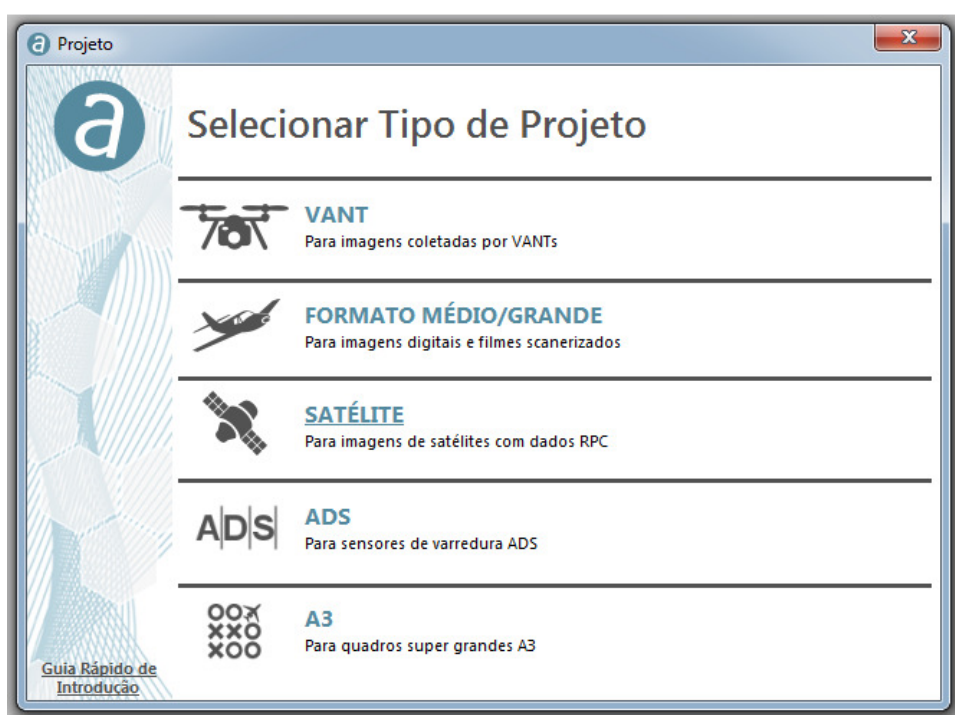 Projeto
Selecionar Tipo de Projeto
VANT
Para imagens coletadas por VANTs
FORMATO MÉDIO/GRANDE
Para imagens digitais e filmes scanerizados
SATÉLITE
Para imagens de satélites com dados RPC
A|D|S|
ADS
Para sensores de varredura ADS
A3
Para quadros super grandes A3
Guia Rápido de
Introdução